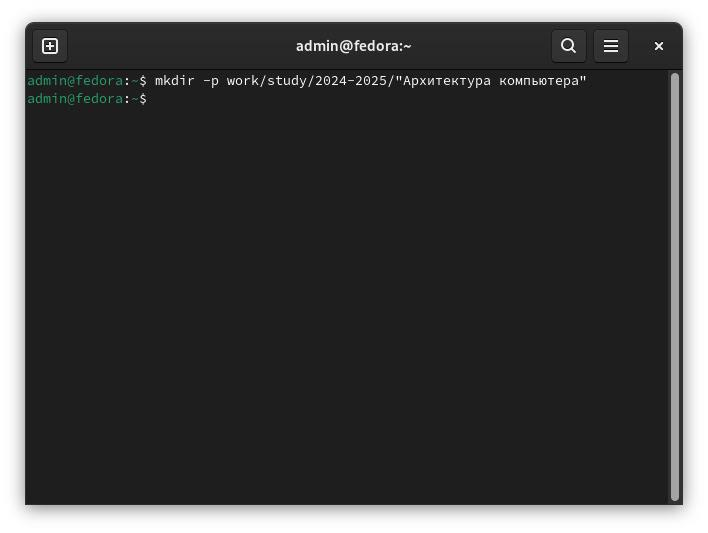 admin@fedora:~
admin@fedora:~$ mkdir -p work/study/2024-2025/"Архитектура компьютера"
admin@fedora:~$